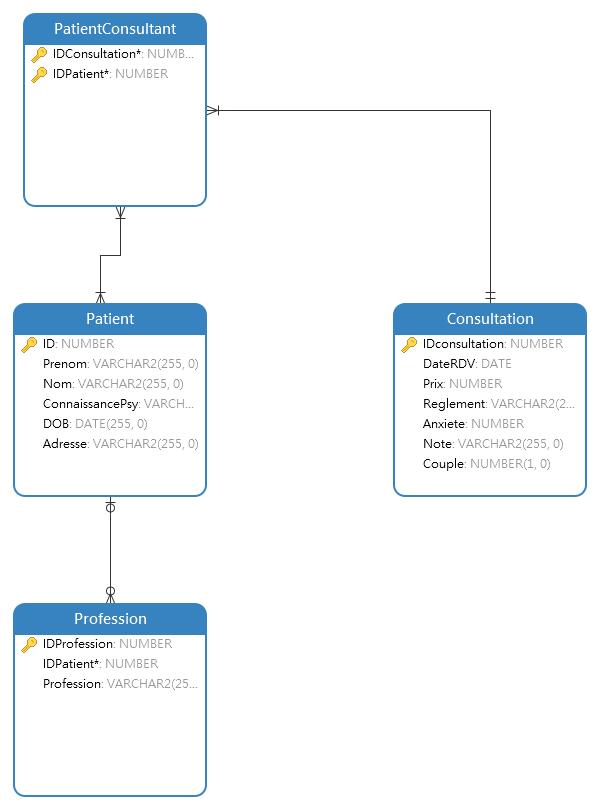 PatientConsultant
IDConsultation*: NUMB...
IDPatient*: NUMBER
Patient
ID: NUMBER
Prenom: VARCHAR2(255, 0)
Nom: VARCHAR2(255, 0)
ConnaissancePsy: VARCH...
DOB: DATE(255, 0)
Adresse: VARCHAR2(255, 0)
Consultation
IDconsultation: NUMBER
DateRDV: DATE
Prix: NUMBER
Reglement: VARCHAR2(2...
Anxiete: NUMBER
Note: VARCHAR2(255, 0)
Couple: NUMBER(1, 0)
Profession
IDProfession: NUMBER
IDPatient*: NUMBER
Profession: VARCHAR2(25...